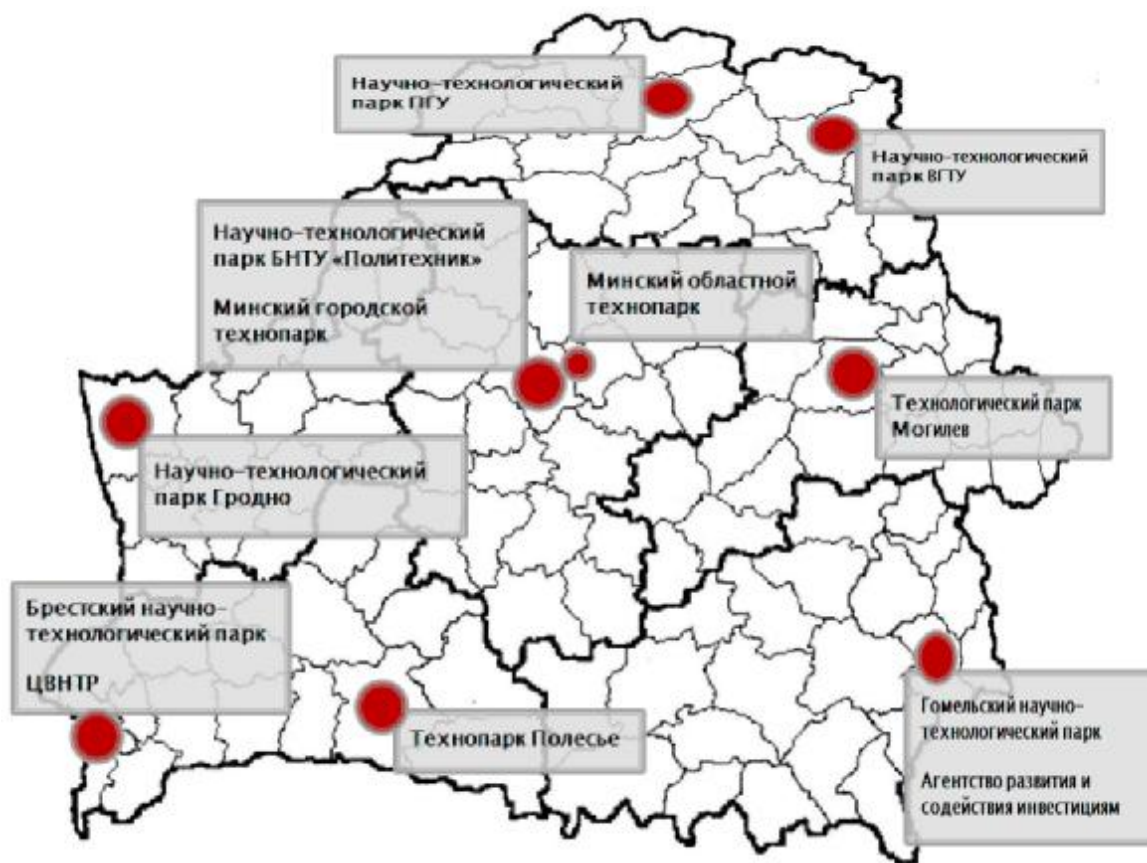 Научно-технологический
парк ПГУ
Научно-технологический
парк ВГТУ
Научно-технологический
парк БНТУ «Политехник»
Минский городской
технопарк
Минский областной
технопарк
Технологический парк
Могилев
Научно-технологический
парк Гродно
Брестский научно-
технологический парк
ЦВНТР
Технопарк Полесье
Гомельский научно-
технологический парк
Агентство развития и
содействия инвестициям